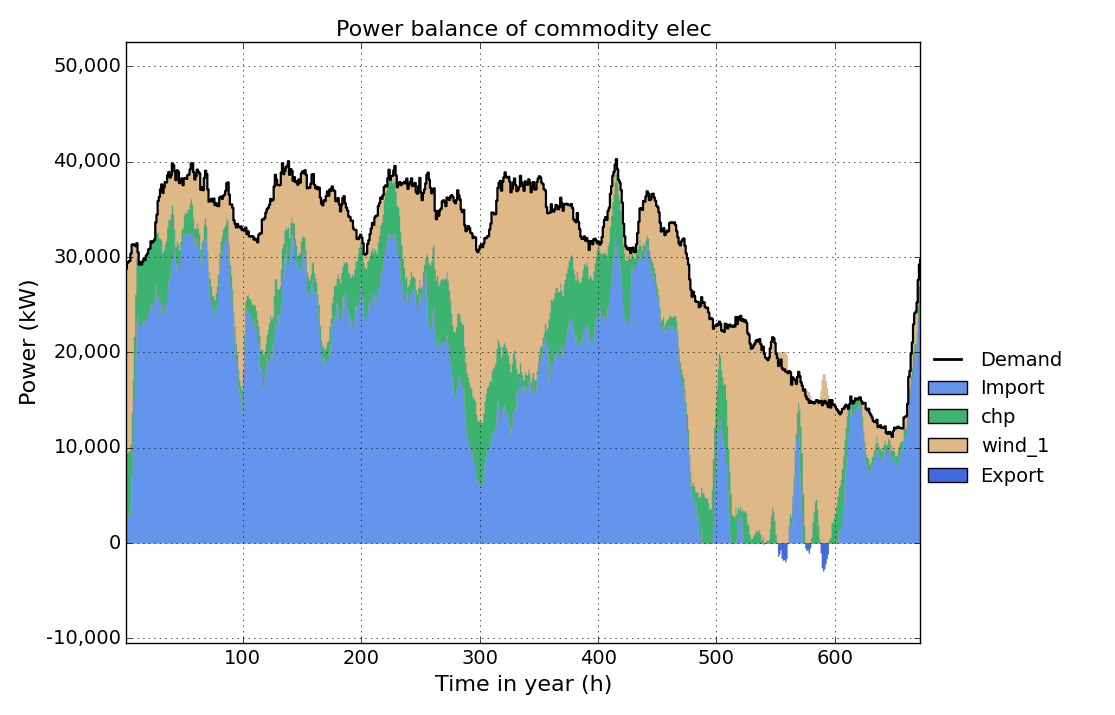 Power balance of commodity elec
50,000
40,000
30,000
20,000
10,000
0
-10,000
Power (kW)
100 200 300 400 500 600
Time in year (h)
Demand
Import
chp
wind_1
Export